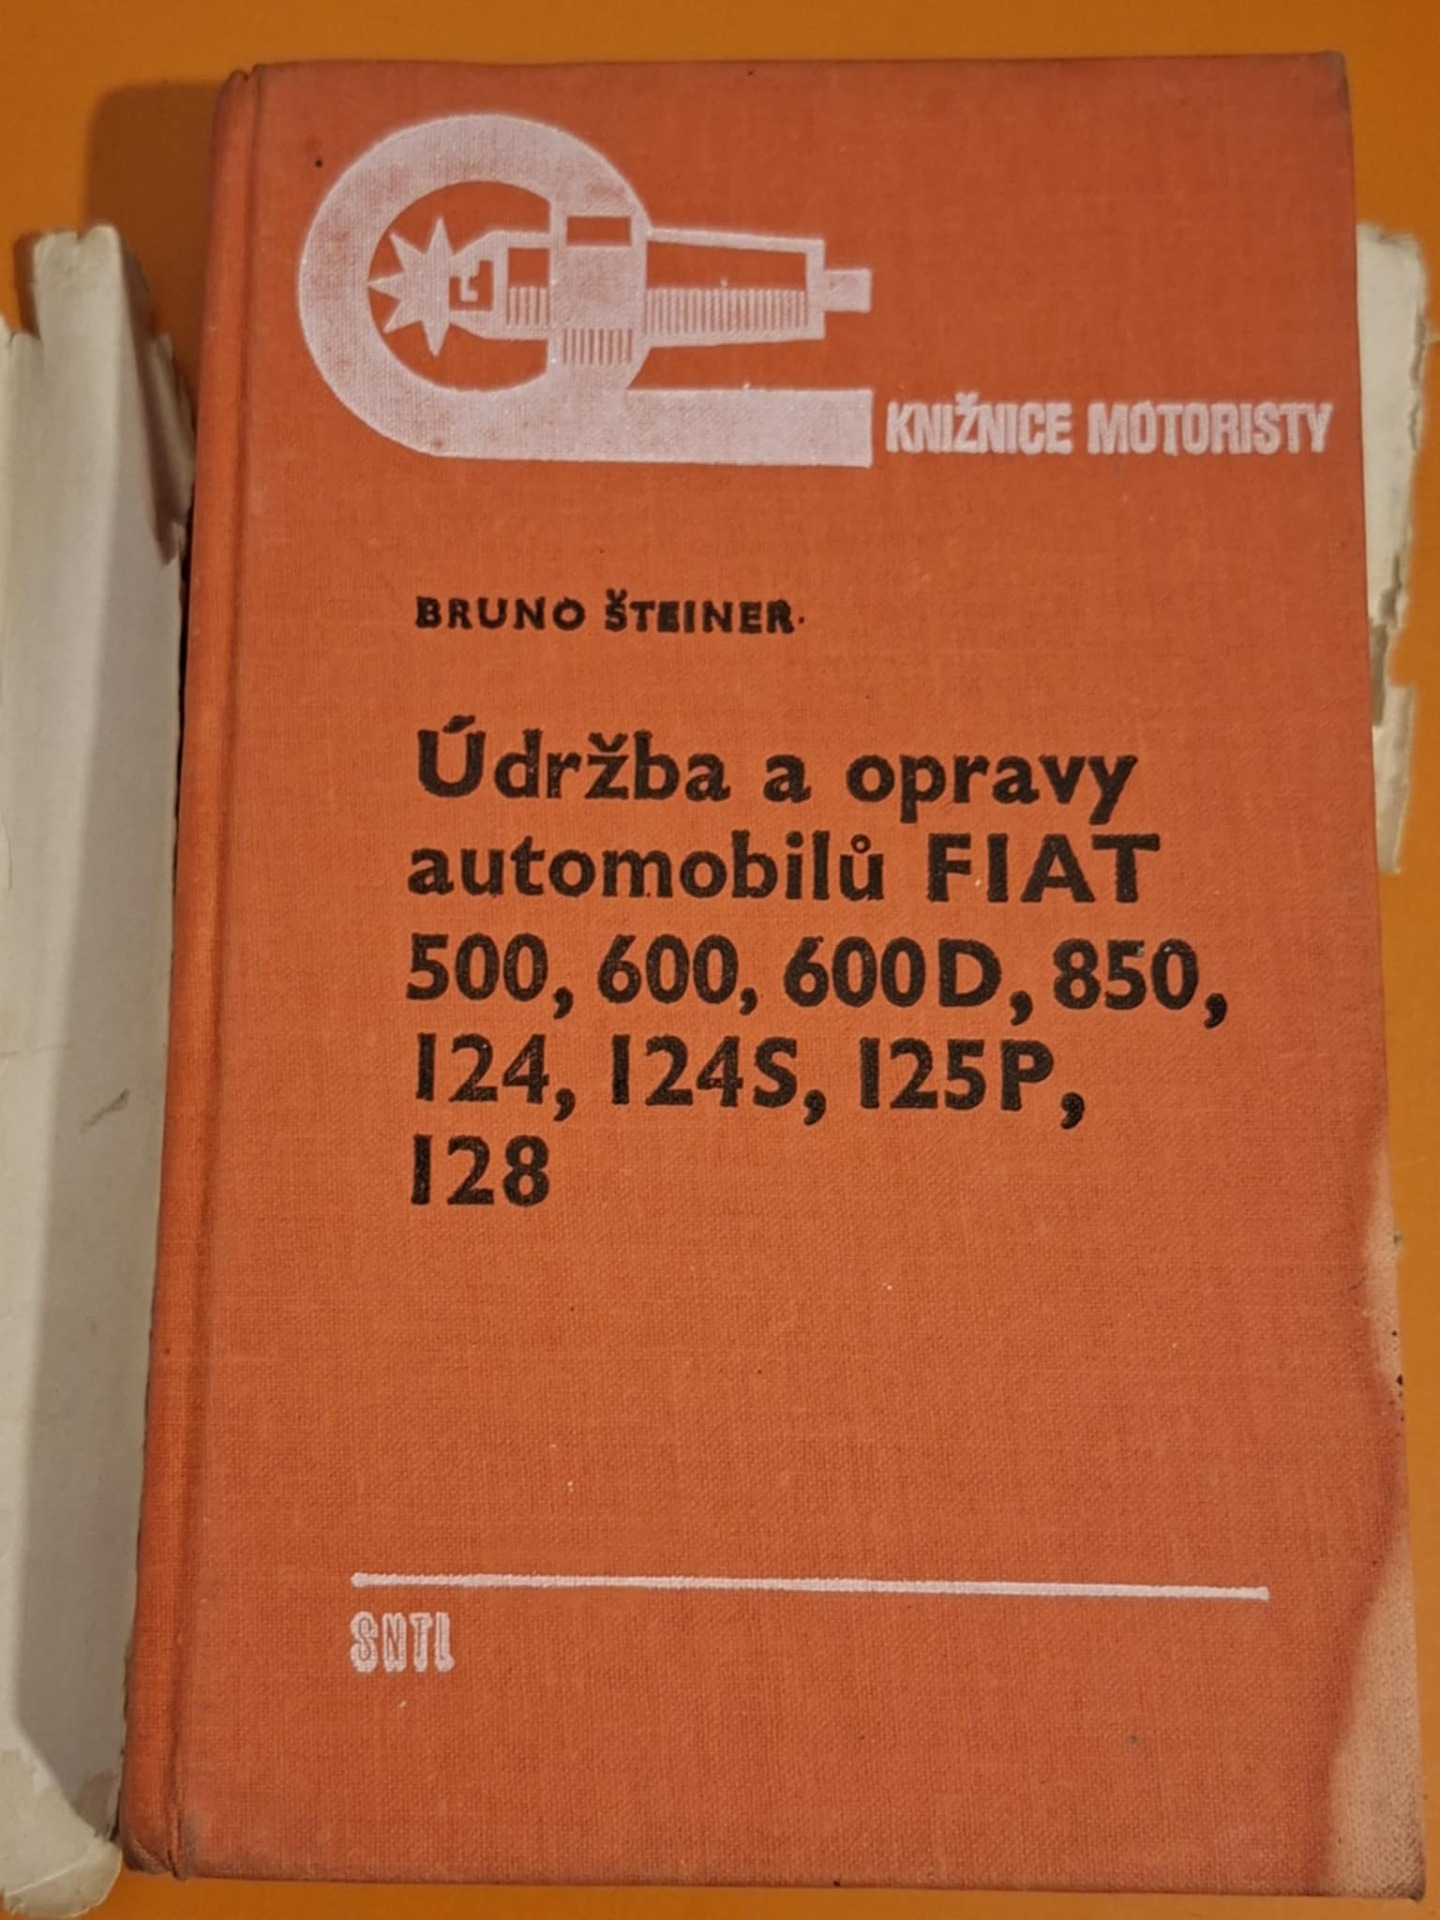 KNIŽNICE MOTORISTY
BRUNO ŠTEINER
Údržba a opravy
automobilů FIAT
500, 600, 600D, 850,
124, 124S, 125P,
128
SNTL